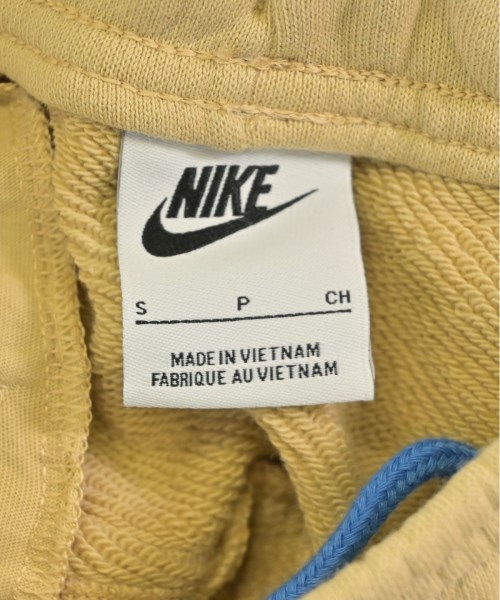 NIKE
S P CH
MADE IN VIETNAM
FABRIQUE AU VIETNAM